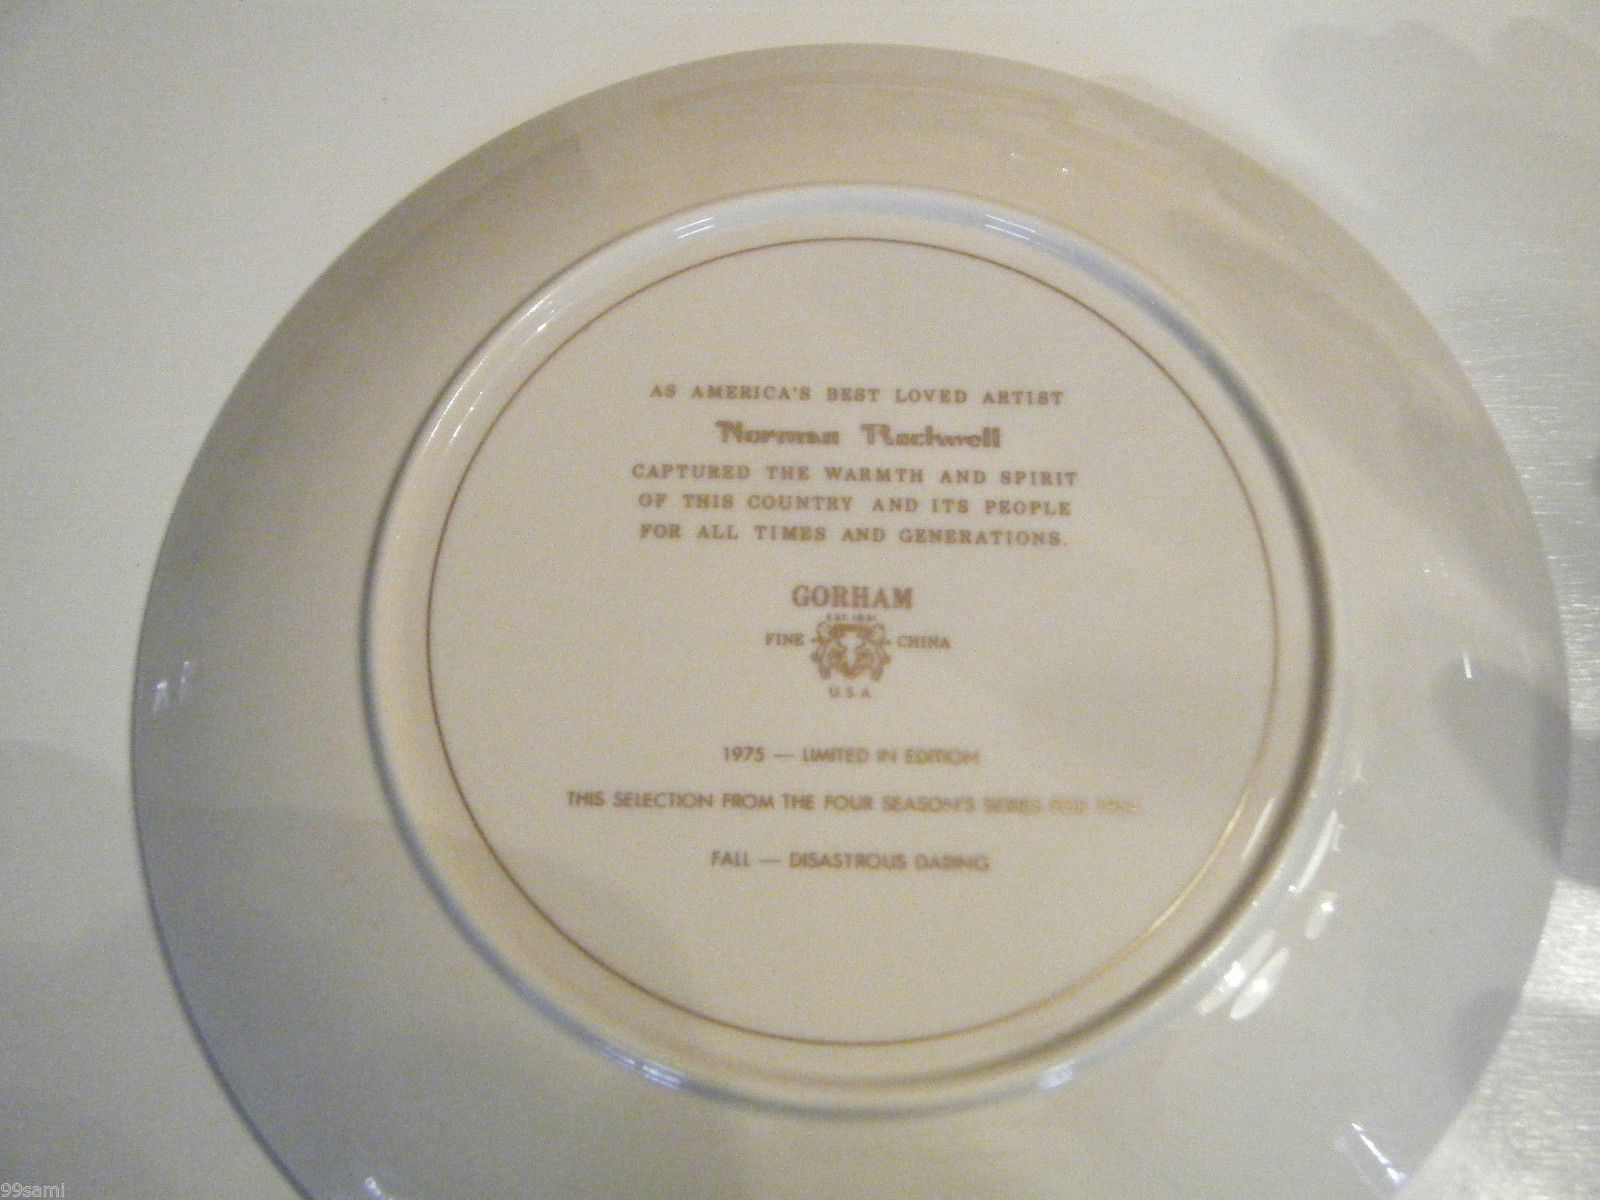 AS AMERICA'S BEST LOVED ARTIST
Norman Rockwell
CAPTURED THE WARMTH AND SPIRIT
OF THIS COUNTRY AND ITS PEOPLE
FOR ALL TIMES AND GENERATIONS.
GORHAM
EST. 1831
FINE CHINA
U.S.A
1975 — LIMITED IN EDITION
THIS SELECTION FROM THE FOUR SEASON'S SERIES
FALL — DISASTROUS DARING
99sami